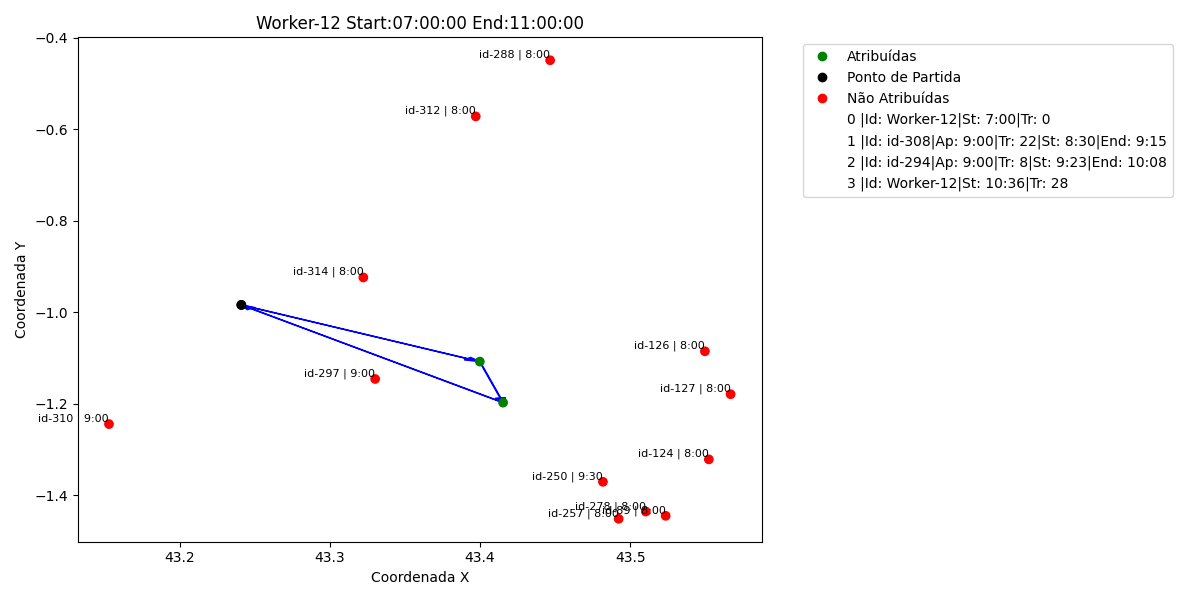 Worker-12 Start:07:00:00 End:11:00:00
−0.4
−0.6
−0.8
−1.0
−1.2
−1.4
Coordenada Y
43.2
43.3
43.4
43.5
Coordenada X
id-288 | 8:00
id-312 | 8:00
id-314 | 8:00
id-126 | 8:00
id-297 | 9:00
id-127 | 8:00
id-310 9:00
id-124 | 8:00
id-250 | 9:30
id-278 | 8:00
id-257 | 8:00
Atribuídas
Ponto de Partida
Não Atribuídas
0 |Id: Worker-12|St: 7:00|Tr: 0
1 |Id: id-308|Ap: 9:00|Tr: 22|St: 8:30|End: 9:15
2 |Id: id-294|Ap: 9:00|Tr: 8|St: 9:23|End: 10:08
3 |Id: Worker-12|St: 10:36|Tr: 28